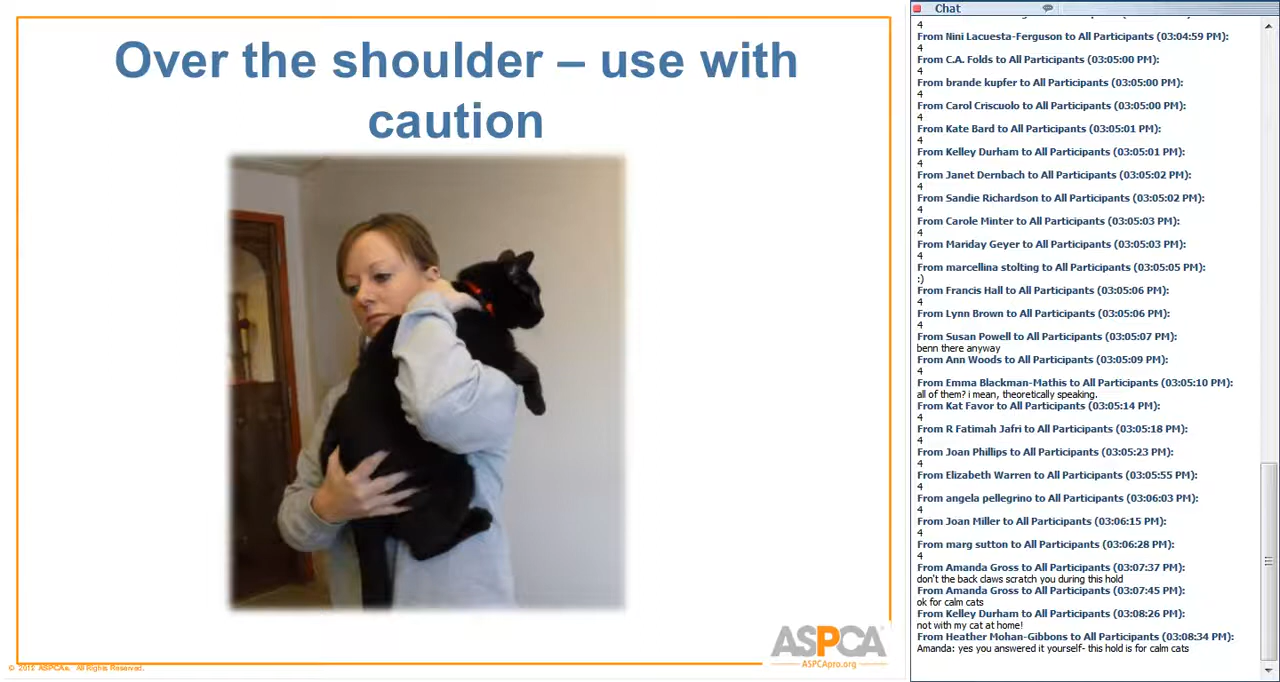 Over the shoulder – use with
caution
ASPCA®
ASPCApro.org
© 2012 ASPCA®. All Rights Reserved.
Chat
4
From Nini Lacuesta-Ferguson to All Participants (03:04:59 PM):
4
From C.A. Folds to All Participants (03:05:00 PM):
4
From brande kupfer to All Participants (03:05:00 PM):
4
From Carol Criscuolo to All Participants (03:05:00 PM):
4
From Kate Bard to All Participants (03:05:01 PM):
4
From Kelley Durham to All Participants (03:05:01 PM):
4
From Janet Dernbach to All Participants (03:05:02 PM):
4
From Sandie Richardson to All Participants (03:05:02 PM):
4
From Carole Minter to All Participants (03:05:03 PM):
4
From Mariday Geyer to All Participants (03:05:03 PM):
4
From marcellina stolting to All Participants (03:05:05 PM):
:)
From Francis Hall to All Participants (03:05:06 PM):
4
From Lynn Brown to All Participants (03:05:06 PM):
4
From Susan Powell to All Participants (03:05:07 PM):
benn there anyway
From Ann Woods to All Participants (03:05:09 PM):
4
From Emma Blackman-Mathis to All Participants (03:05:10 PM):
all of them? i mean, theoretically speaking.
From Kat Favor to All Participants (03:05:14 PM):
4
From R Fatimah Jafri to All Participants (03:05:18 PM):
4
From Joan Phillips to All Participants (03:05:23 PM):
4
From Elizabeth Warren to All Participants (03:05:55 PM):
4
From angela pellegrino to All Participants (03:06:03 PM):
4
From Joan Miller to All Participants (03:06:15 PM):
4
From marg sutton to All Participants (03:06:28 PM):
4
From Amanda Gross to All Participants (03:07:37 PM):
don't the back claws scratch you during this hold
From Amanda Gross to All Participants (03:07:45 PM):
ok for calm cats
From Kelley Durham to All Participants (03:08:26 PM):
not with my cat at home!
From Heather Mohan-Gibbons to All Participants (03:08:34 PM):
Amanda: yes you answered it yourself- this hold is for calm cats